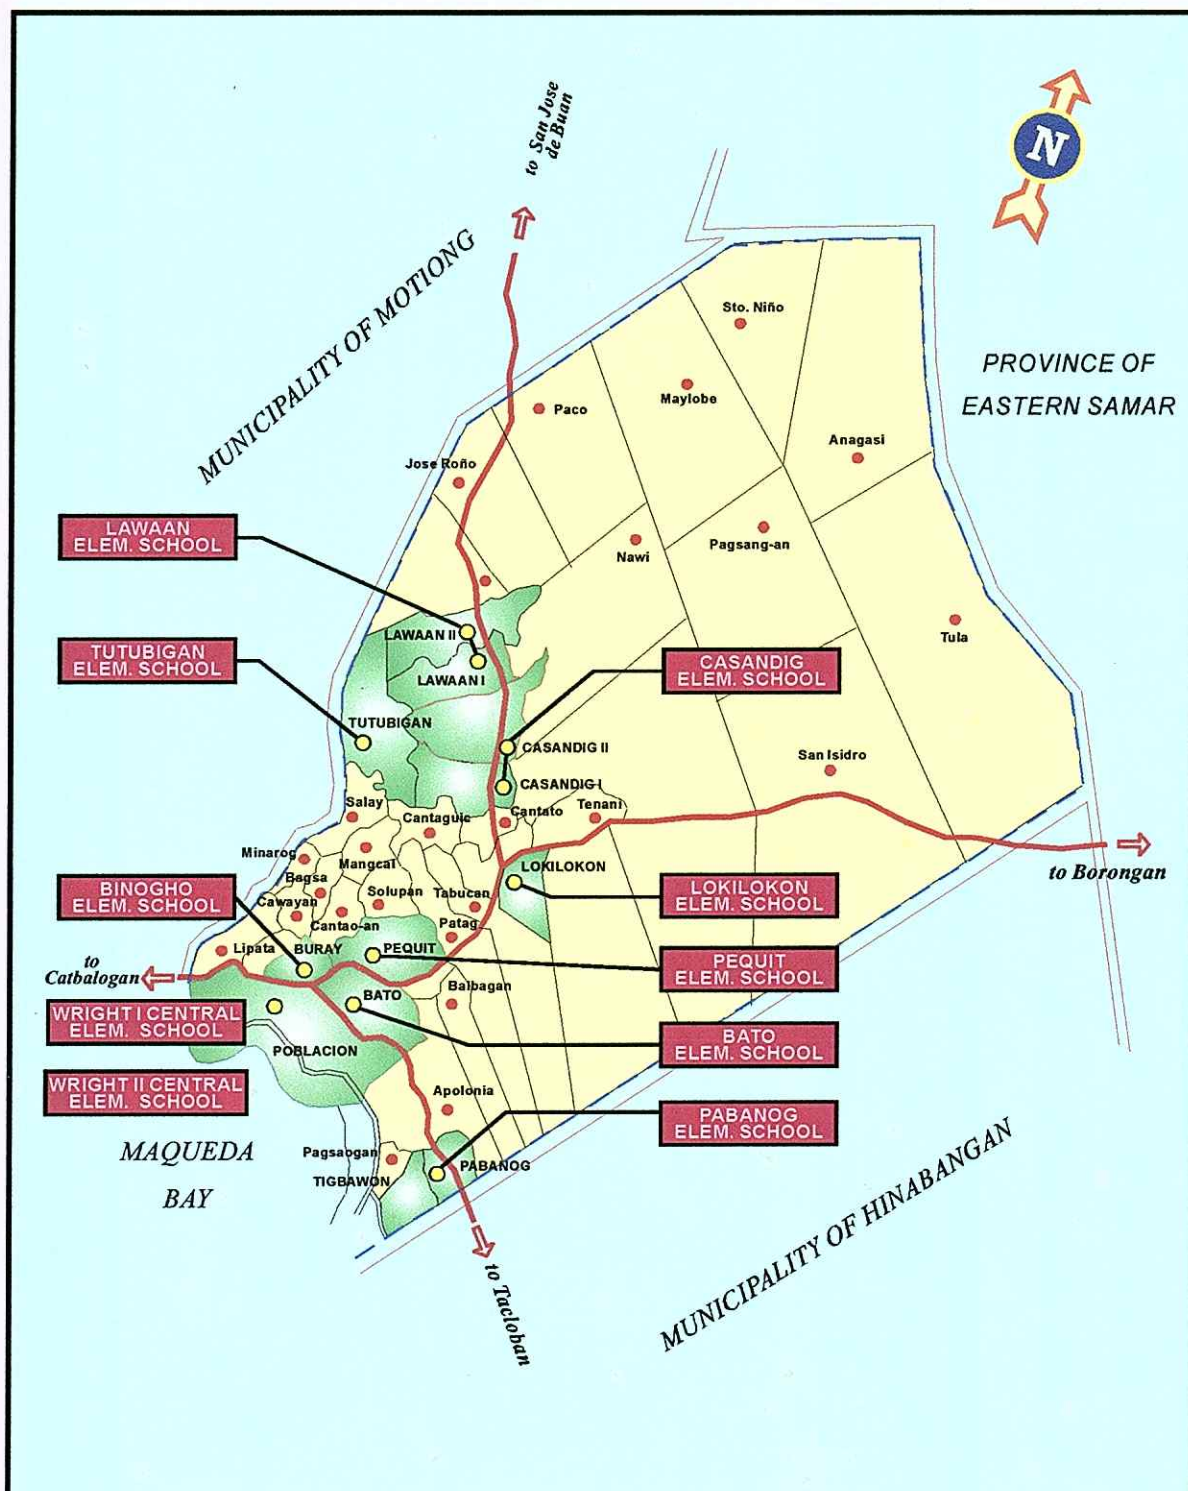 to San Jose
de Buan
N
MUNICIPALITY OF MOTIONG
Sto. Niño
PROVINCE OF
EASTERN SAMAR
Maylobe
Paco
Anagasi
Jose Roño
LAWAAN
ELEM. SCHOOL
Nawi
Pagsang-an
LAWAAN II
Tula
TUTUBIGAN
ELEM. SCHOOL
LAWAAN I
CASANDIG
ELEM. SCHOOL
TUTUBIGAN
CASANDIG II
San Isidro
CASANDIG I
Salay
Cantaguic
Cantato
Tenani
Minarog
Mangcal
LOKILOKON
to Borongan
Bagsa
BINOGHO
ELEM. SCHOOL
Cawayan
Solupan
Tabucan
LOKILOKON
ELEM. SCHOOL
Cantao-an
Patag
Lipata
BURAY
PEQUIT
PEQUIT
ELEM. SCHOOL
to
Catbalogan
Balbagan
BATO
WRIGHT I CENTRAL
ELEM. SCHOOL
BATO
ELEM. SCHOOL
POBLACION
WRIGHT II CENTRAL
ELEM. SCHOOL
Apolonia
PABANOG
ELEM. SCHOOL
MAQUEDA
BAY
Pagsaogan
PABANOG
TIGBAWON
MUNICIPALITY OF HINABANGAN
to Tacloban